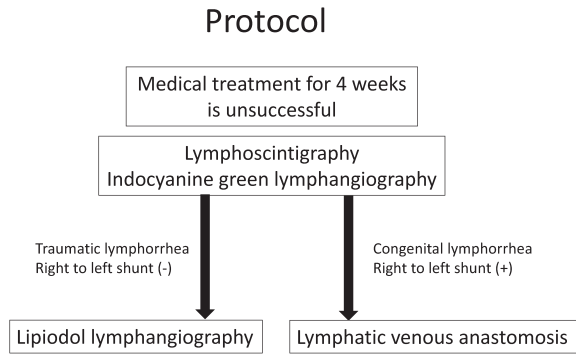 Protocol
Medical treatment for 4 weeks
is unsuccessful
Lymphoscintigraphy
Indocyanine green lymphangiography
Traumatic lymphorrhea
Right to left shunt (-)
Congenital lymphorrhea
Right to left shunt (+)
Lipiodol lymphangiography
Lymphatic venous anastomosis